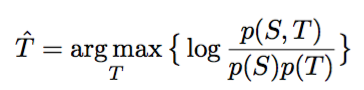 T̂ = arg max_T { log p(S, T) / p(S)p(T) }